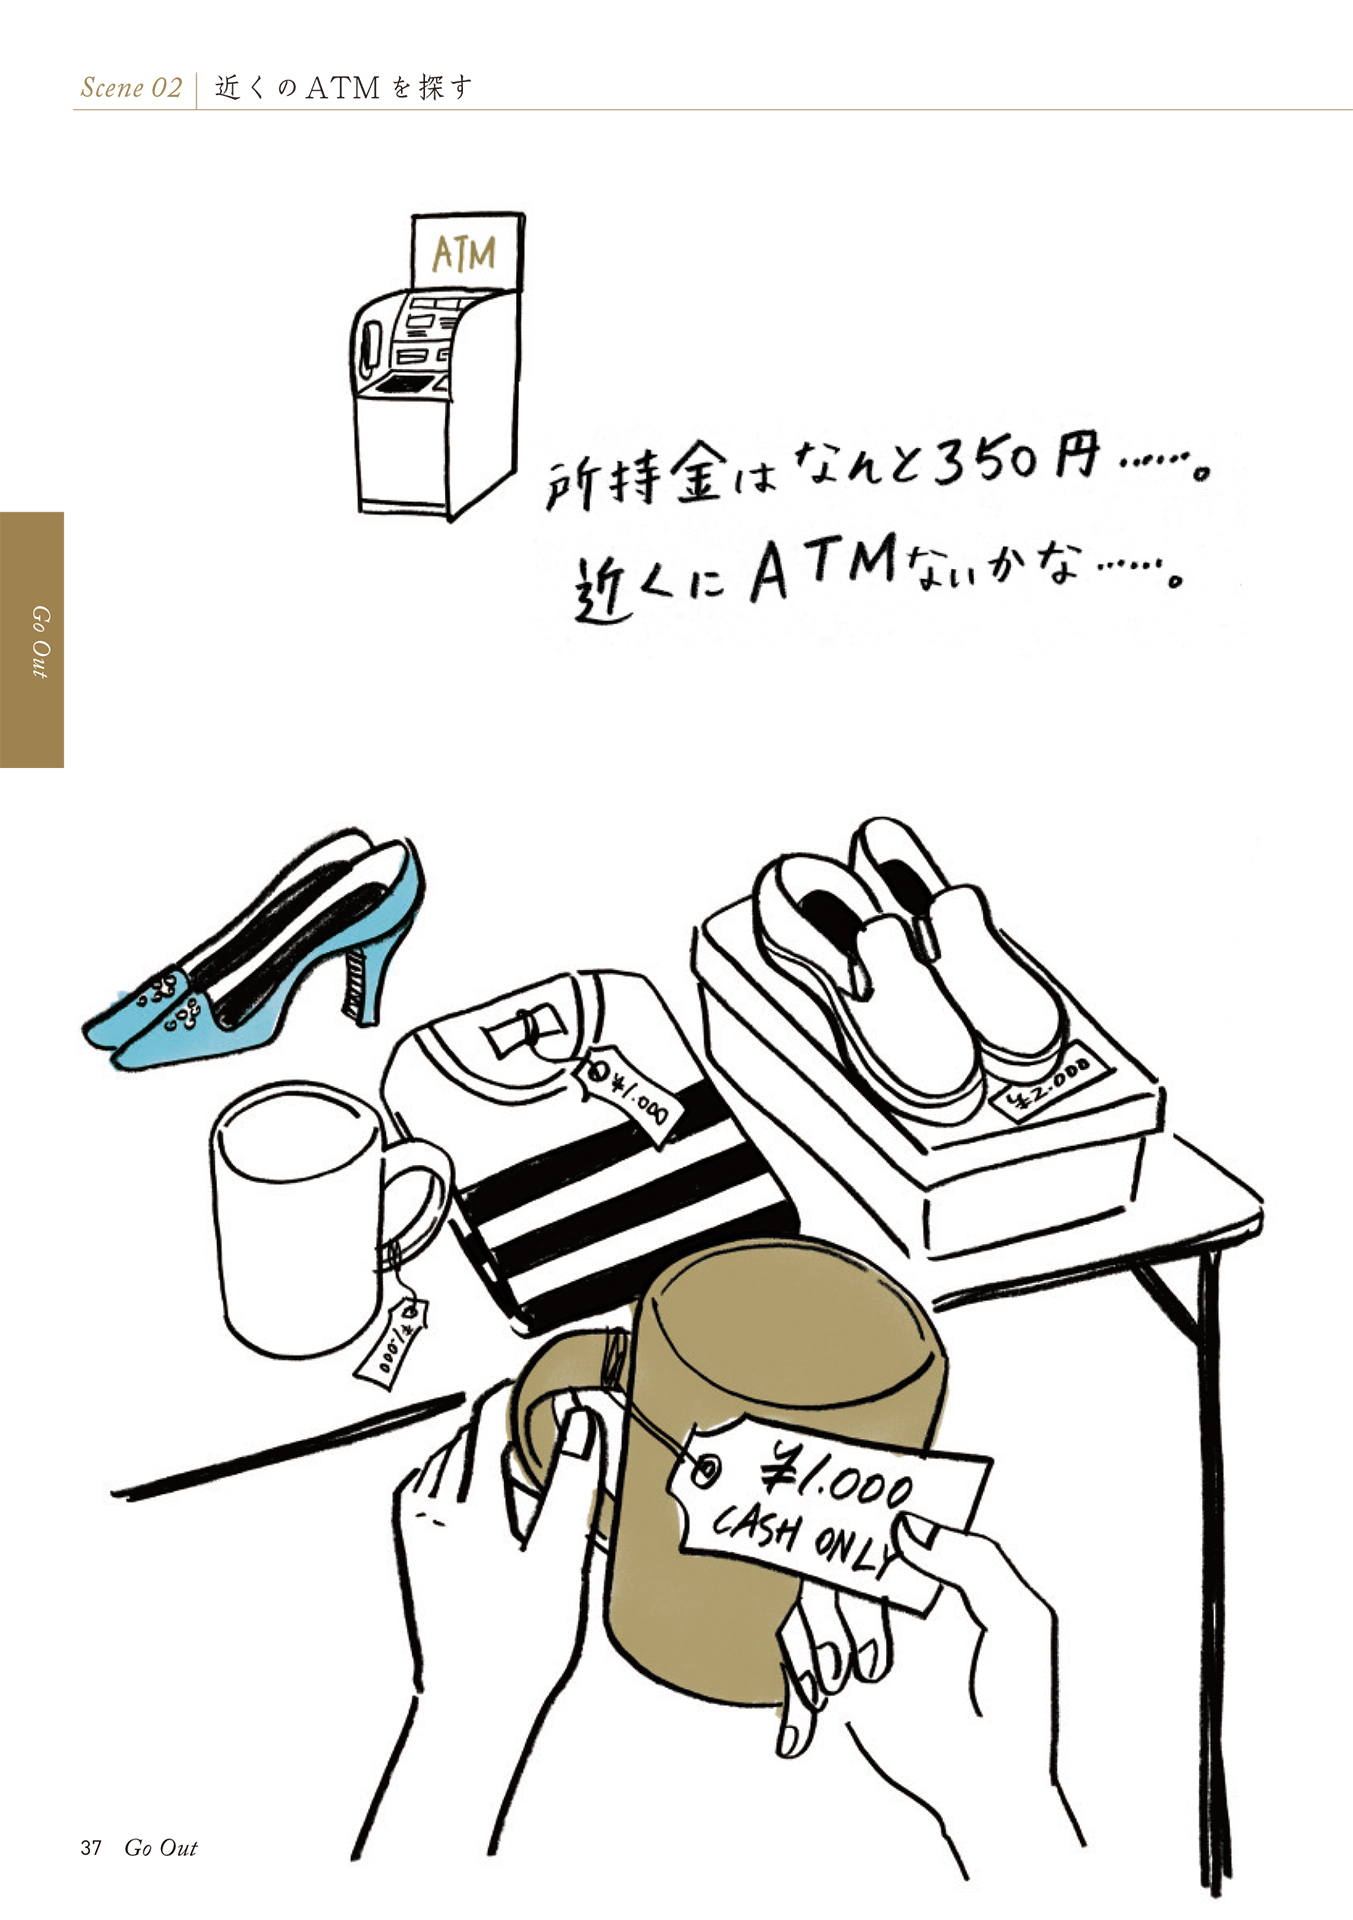 Scene 02 近くのATMを探す
ATM
所持金はなんと350円……。
近くにATMないかな……。
Go Out
¥1.000
¥2.000
¥1.000
¥1.000
CASH ONLY
37 Go Out